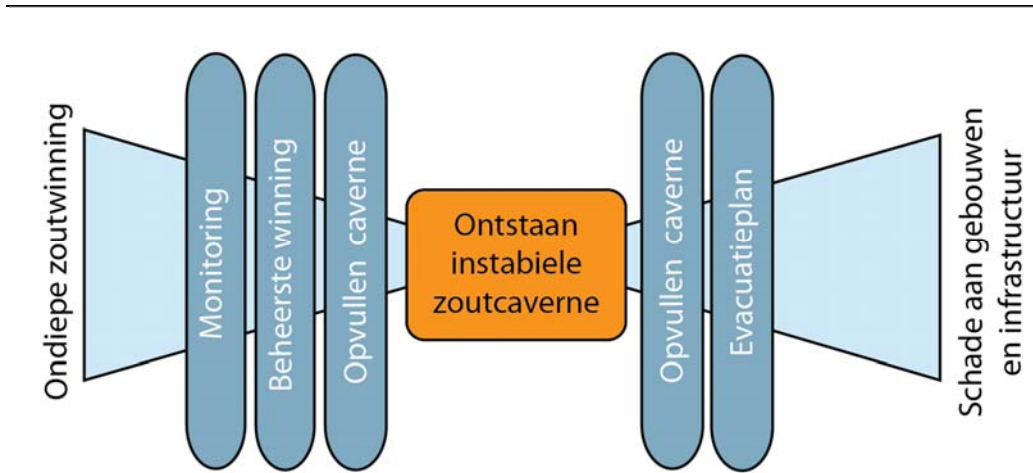 Ondiepe zoutwinning
Monitoring
Beheerste winning
Opvullen caverne
Ontstaan
instabiele
zoutcaverne
Opvullen caverne
Evacuatieplan
Schade aan gebouwen
en infrastructuur